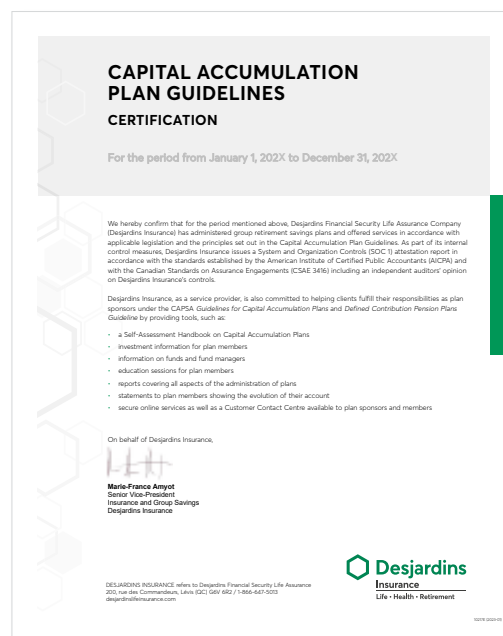 CAPITAL ACCUMULATION
PLAN GUIDELINES
CERTIFICATION
For the period from January 1, 202X to December 31, 202X
We hereby confirm that for the period mentioned above, Desjardins Financial Security Life Assurance Company
(Desjardins Insurance) has administered group retirement savings plans and offered services in accordance with
applicable legislation and the principles set out in the Capital Accumulation Plan Guidelines. As part of its internal
control measures, Desjardins Insurance issues a System and Organization Controls (SOC 1) attestation report in
accordance with the standards established by the American Institute of Certified Public Accountants (AICPA) and
with the Canadian Standards on Assurance Engagements (CSAE 3416) including an independent auditors' opinion
on Desjardins Insurance's controls.
Desjardins Insurance, as a service provider, is also committed to helping clients fulfill their responsibilities as plan
sponsors under the CAPSA Guidelines for Capital Accumulation Plans and Defined Contribution Pension Plans
Guideline by providing tools, such as:
• a Self-Assessment Handbook on Capital Accumulation Plans
• investment information for plan members
• information on funds and fund managers
• education sessions for plan members
• reports covering all aspects of the administration of plans
• statements to plan members showing the evolution of their account
• secure online services as well as a Customer Contact Centre available to plan sponsors and members
On behalf of Desjardins Insurance,
Marie-France Amyot
Senior Vice-President
Insurance and Group Savings
Desjardins Insurance
DESJARDINS INSURANCE refers to Desjardins Financial Security Life Assurance
200, rue des Commandeurs, Lévis (QC) G6V 6R2 / 1-866-647-5013
desjardinslifeinsurance.com
Desjardins
Insurance
Life • Health • Retirement